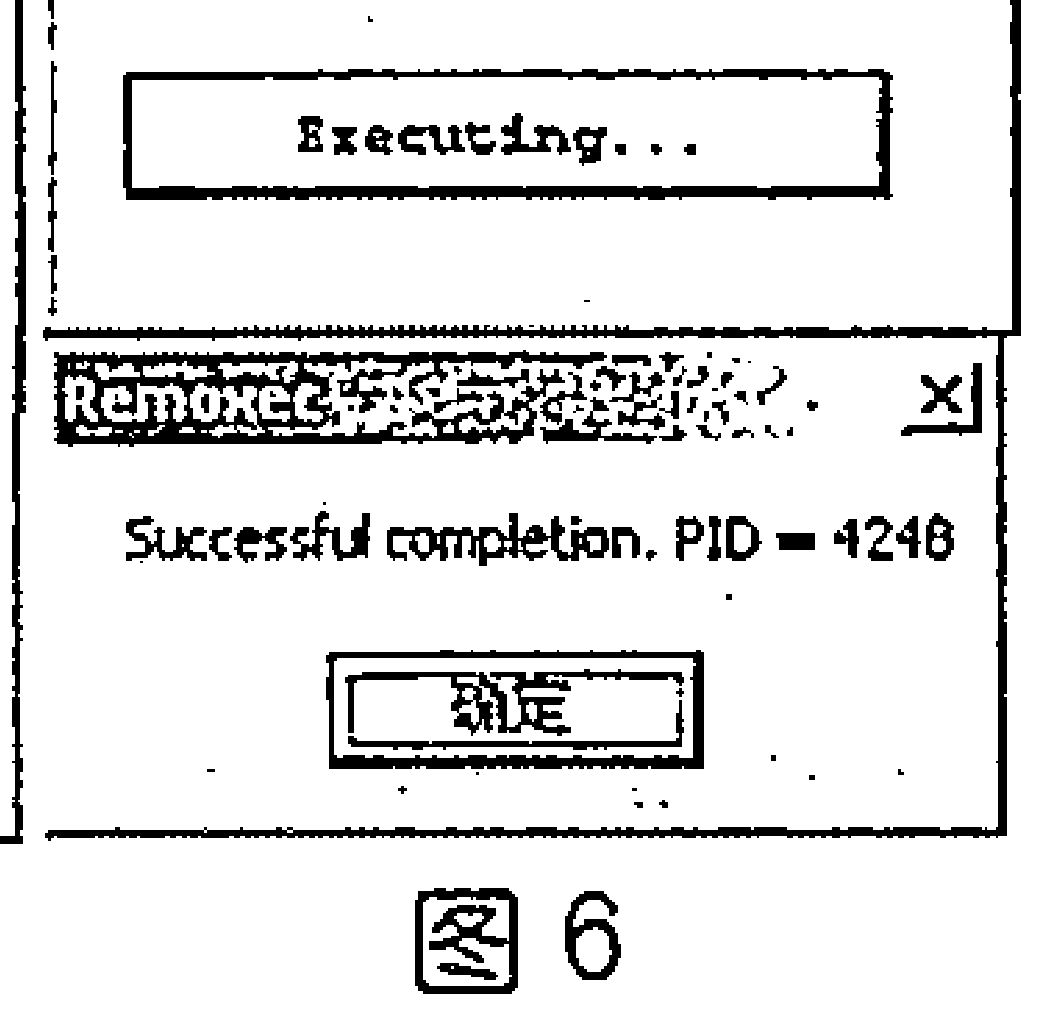 Executing...
Remoxec
Successful completion. PID = 4248
确定
图 6